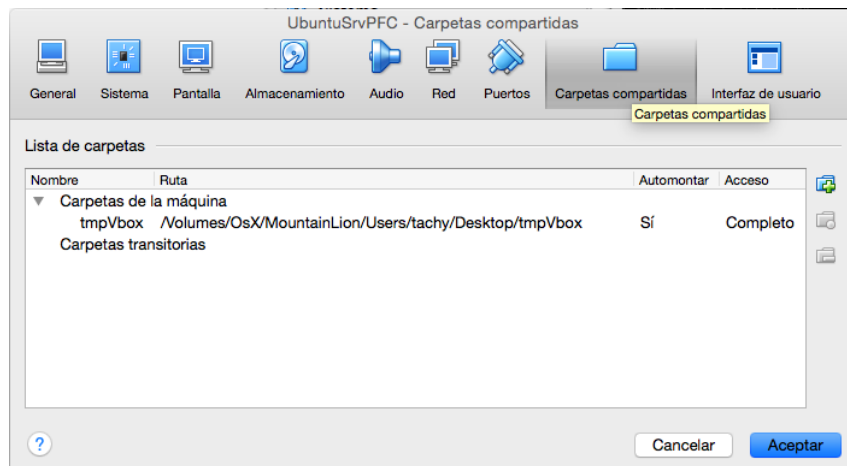 UbuntuSrvPFC - Carpetas compartidas
General Sistema Pantalla Almacenamiento Audio Red Puertos Carpetas compartidas Interfaz de usuario
Carpetas compartidas
Lista de carpetas
Nombre Ruta Automontar Acceso
Carpetas de la máquina
tmpVbox /Volumes/OsX/MountainLion/Users/tachy/Desktop/tmpVbox Sí Completo
Carpetas transitorias
? Cancelar Aceptar